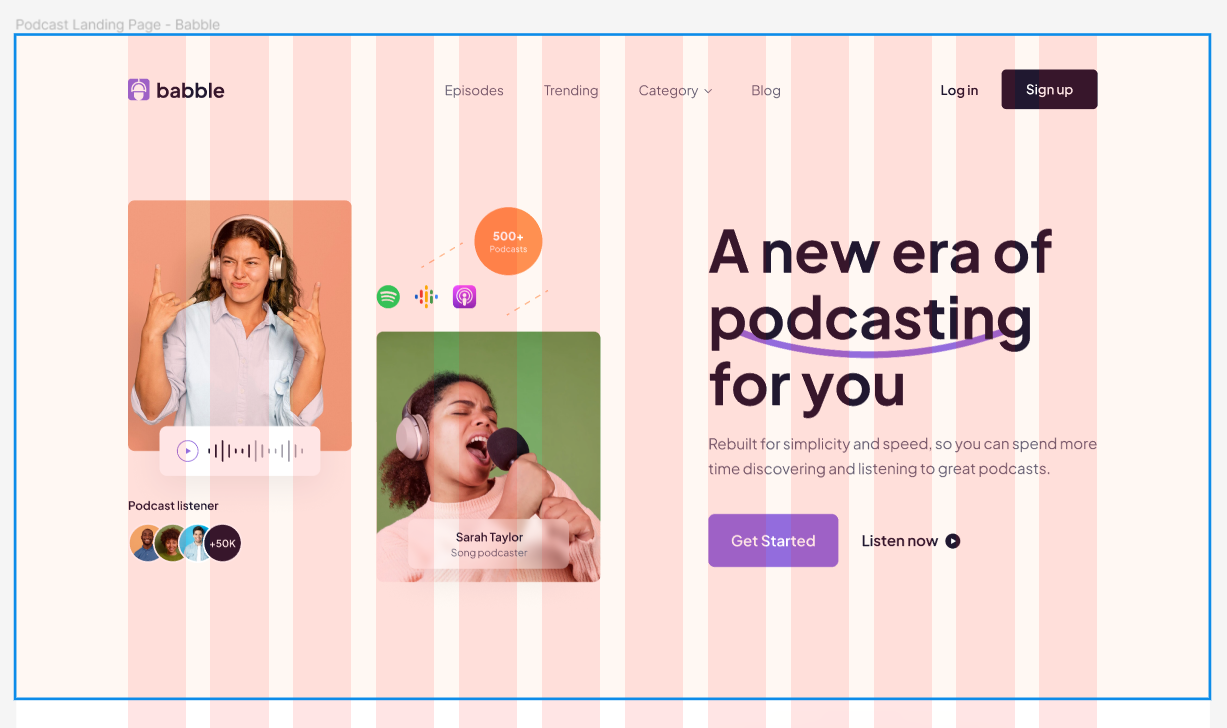 Podcast Landing Page - Babble
babble
Episodes
Trending
Category
Blog
Log in
Sign up
500+
Podcasts
Podcast listener
+50K
Sarah Taylor
Song podcaster
A new era of
podcasting
for you
Rebuilt for simplicity and speed, so you can spend more
time discovering and listening to great podcasts.
Get Started
Listen now